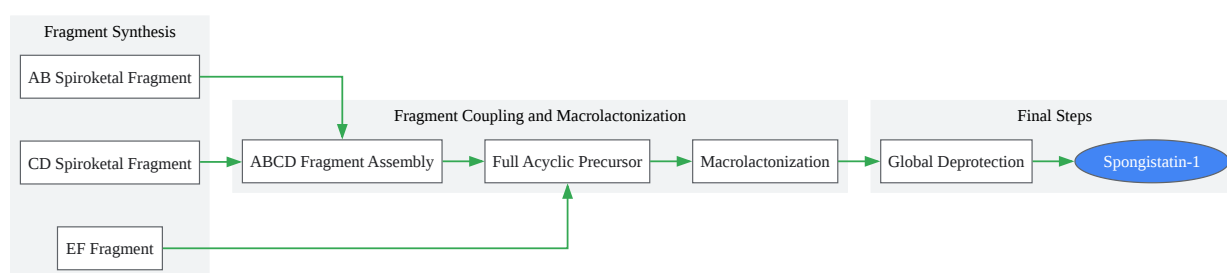 Fragment Synthesis
AB Spiroketal Fragment
CD Spiroketal Fragment
EF Fragment
Fragment Coupling and Macrolactonization
ABCD Fragment Assembly
Full Acyclic Precursor
Macrolactonization
Final Steps
Global Deprotection
Spongistatin-1